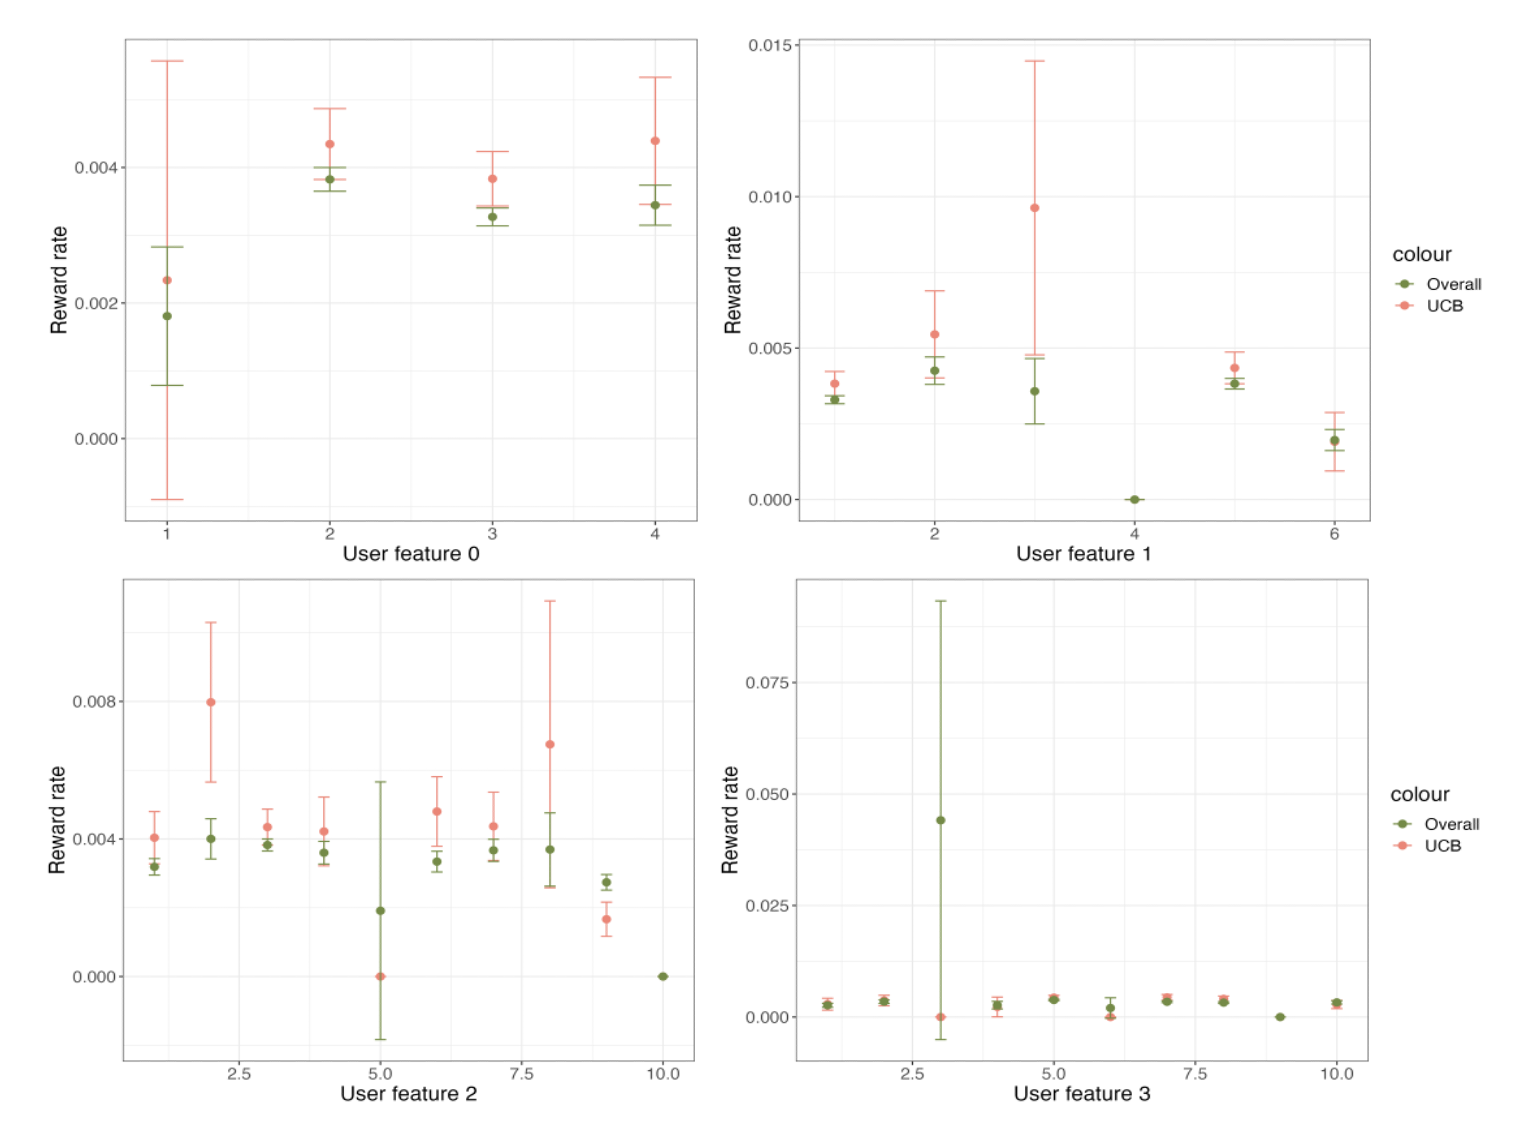 0.004
0.002
0.000
Reward rate
1 2 3 4
User feature 0
0.015
0.010
0.005
0.000
Reward rate
2 4 6
User feature 1
colour
Overall
UCB
0.008
0.004
0.000
Reward rate
2.5 5.0 7.5 10.0
User feature 2
0.075
0.050
0.025
0.000
Reward rate
2.5 5.0 7.5 10.0
User feature 3
colour
Overall
UCB